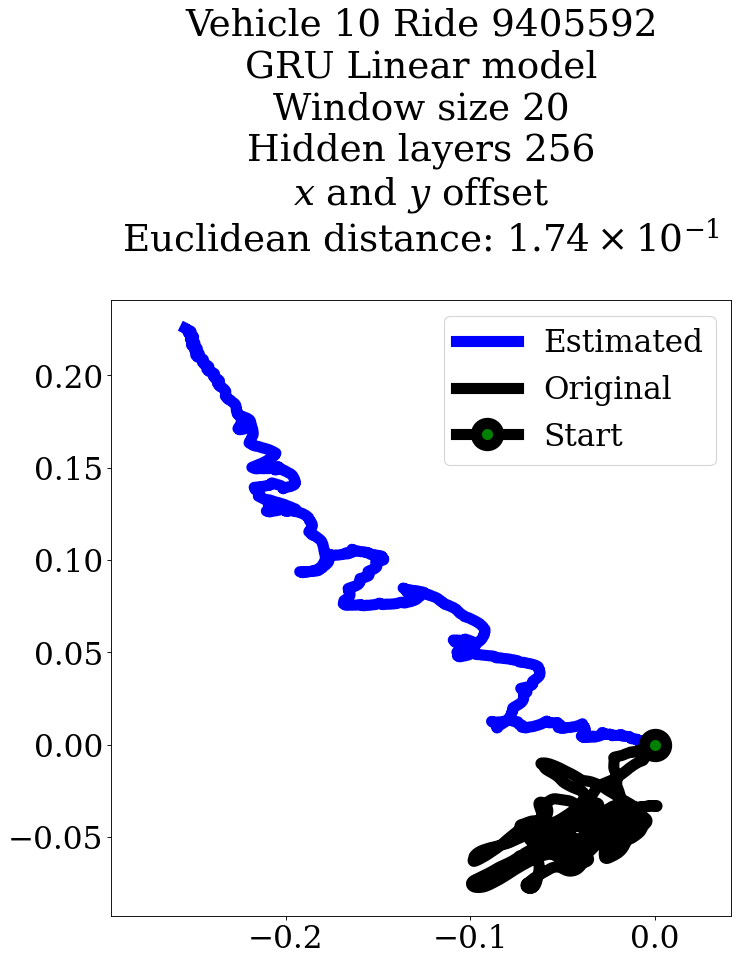 Vehicle 10 Ride 9405592
GRU Linear model
Window size 20
Hidden layers 256
x and y offset
Euclidean distance: 1.74 × 10⁻¹
Estimated
Original
Start
0.20
0.15
0.10
0.05
0.00
−0.05
−0.2 −0.1 0.0